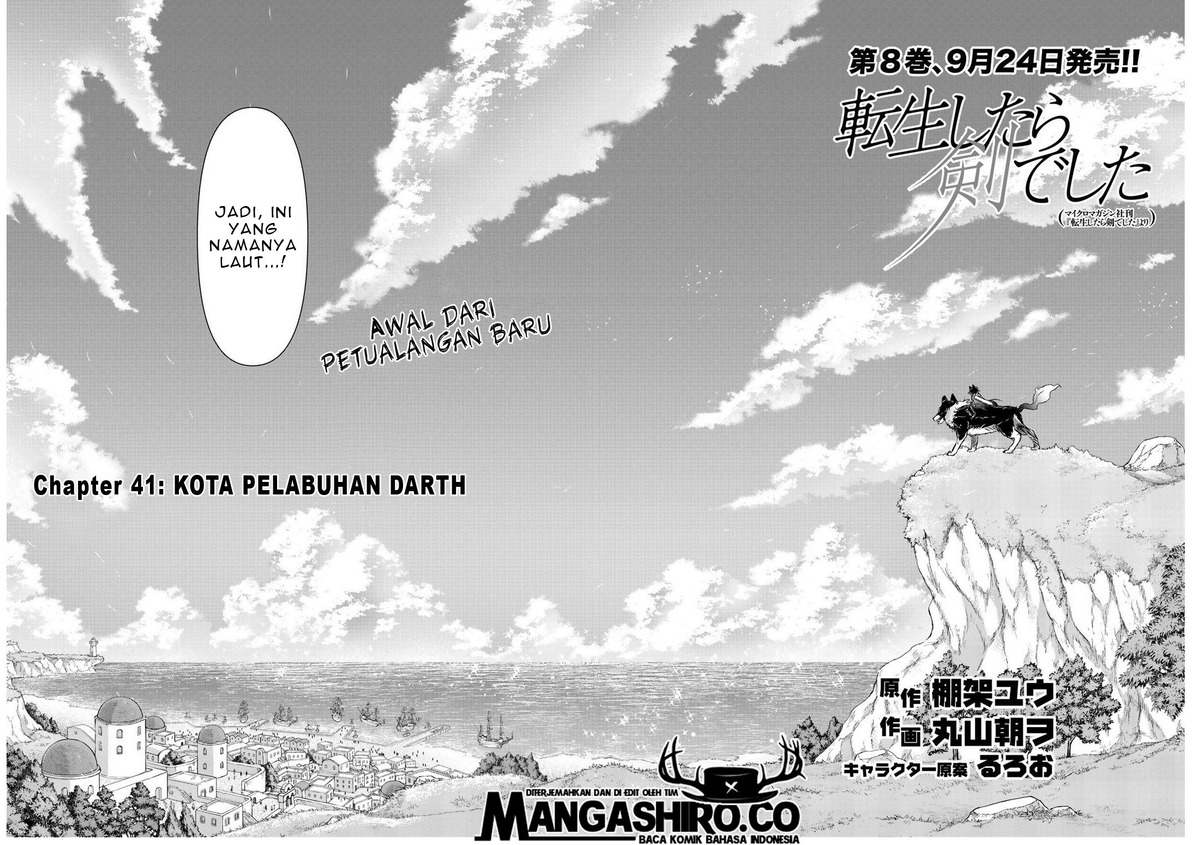 第8巻、9月24日発売!!
転生したら
剣でした
(マイクロマガジン社刊
『転生したら剣でした』より)
JADI, INI
YANG
NAMANYA
LAUT...!
AWAL DARI
PETUALANGAN BARU
Chapter 41: KOTA PELABUHAN DARTH
原作 棚架ユウ
作画 丸山朝ヲ
キャラクター原案 るろお
DITERJEMAHKAN DAN DI EDIT OLEH TIM
MANGASHIRO.CO
BACA KOMIK BAHASA INDONESIA